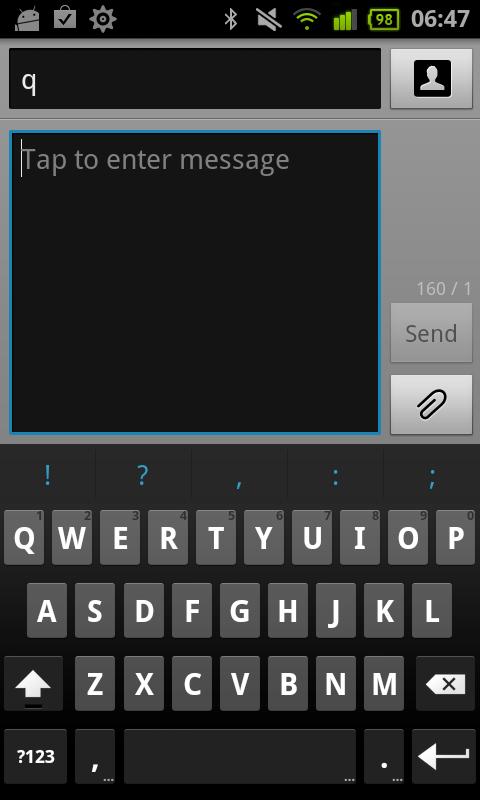 98 06:47
q
Tap to enter message
160 / 1
Send
! ? , : ;
1 2 3 4 5 6 7 8 9 0
Q W E R T Y U I O P
A S D F G H J K L
Z X C V B N M
?123 , ... ... . ...